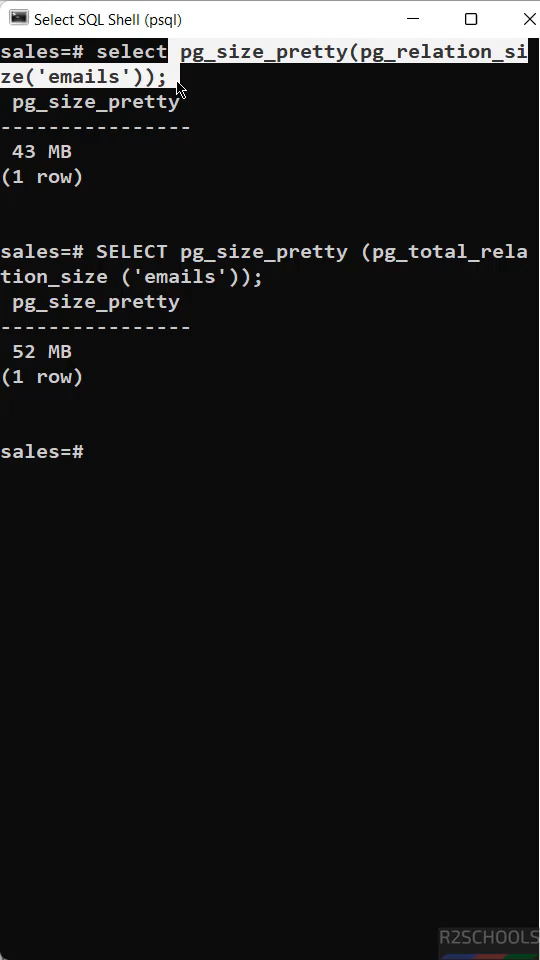 Select SQL Shell (psql)
sales=# select pg_size_pretty(pg_relation_si
ze('emails'));
pg_size_pretty
----------------
43 MB
(1 row)
sales=# SELECT pg_size_pretty (pg_total_rela
tion_size ('emails'));
pg_size_pretty
----------------
52 MB
(1 row)
sales=#
R2SCHOOLS